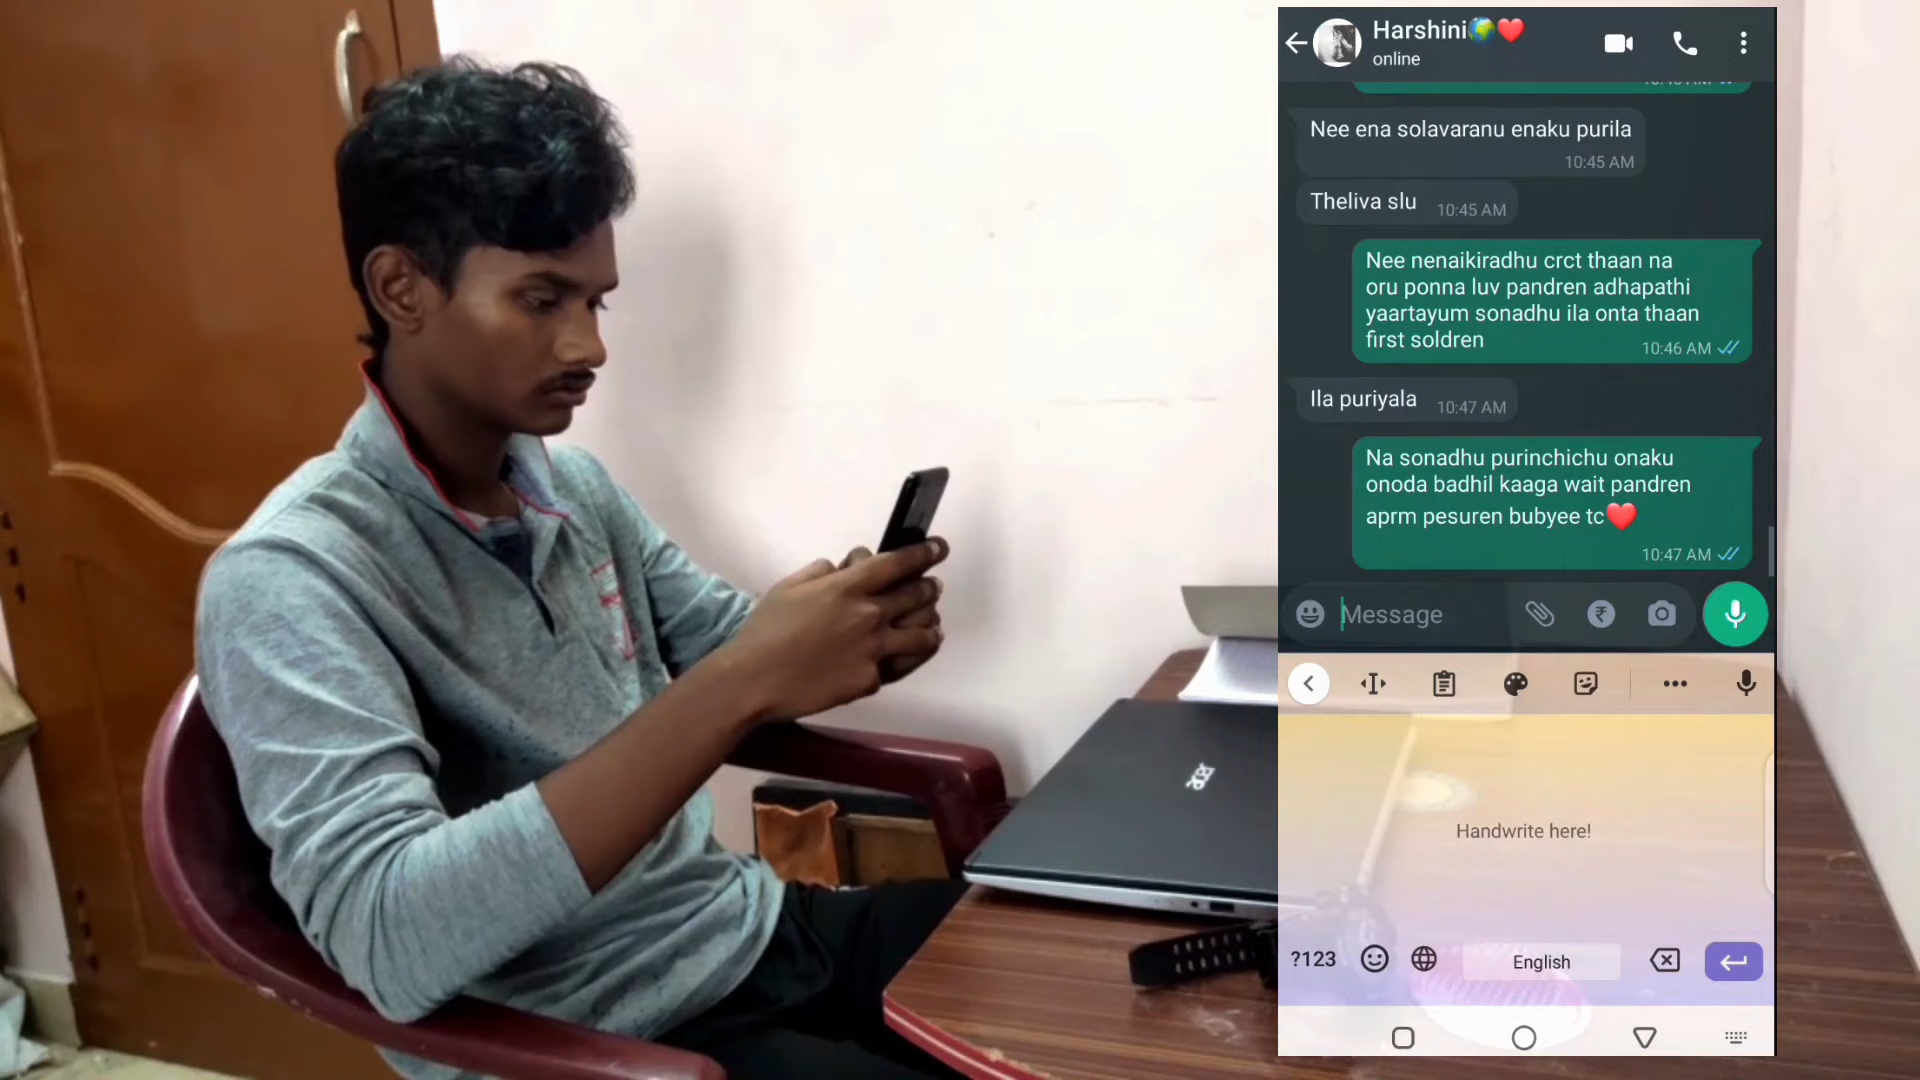 Harshini🌍❤️
online
Nee ena solavaranu enaku purila
10:45 AM
Theliva slu
10:45 AM
Nee nenaikiradhu crct thaan na
oru ponna luv pandren adhapathi
yaartayum sonadhu ila onta thaan
first soldren
10:46 AM
Ila puriyala
10:47 AM
Na sonadhu purinchichu onaku
onoda badhil kaaga wait pandren
aprm pesuren bubyee tc❤️
10:47 AM
Message
acer
Handwrite here!
?123
English